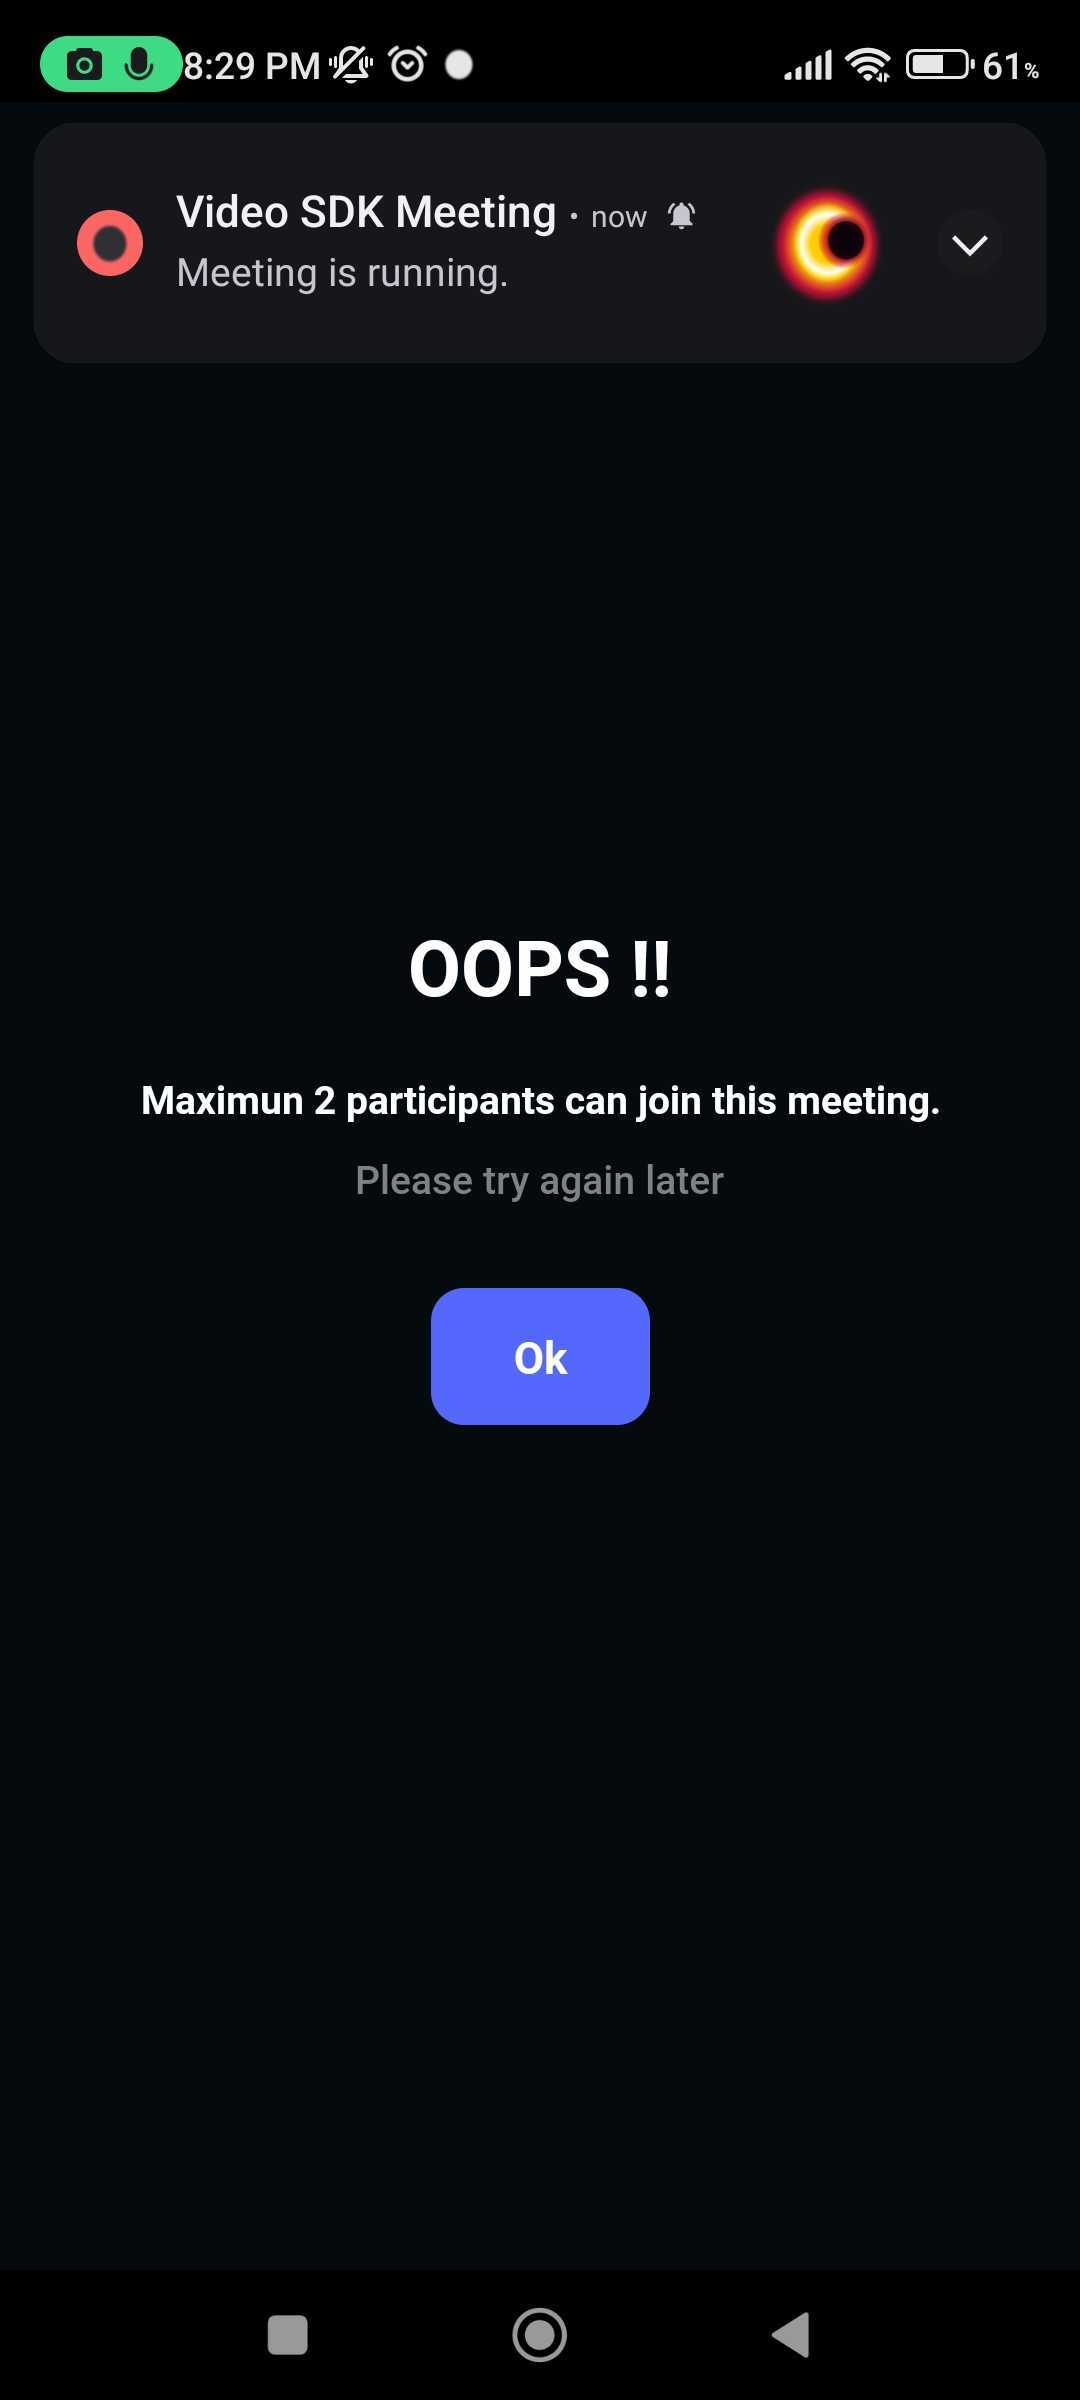 8:29 PM 61%
Video SDK Meeting • now
Meeting is running.
OOPS !!
Maximun 2 participants can join this meeting.
Please try again later
Ok